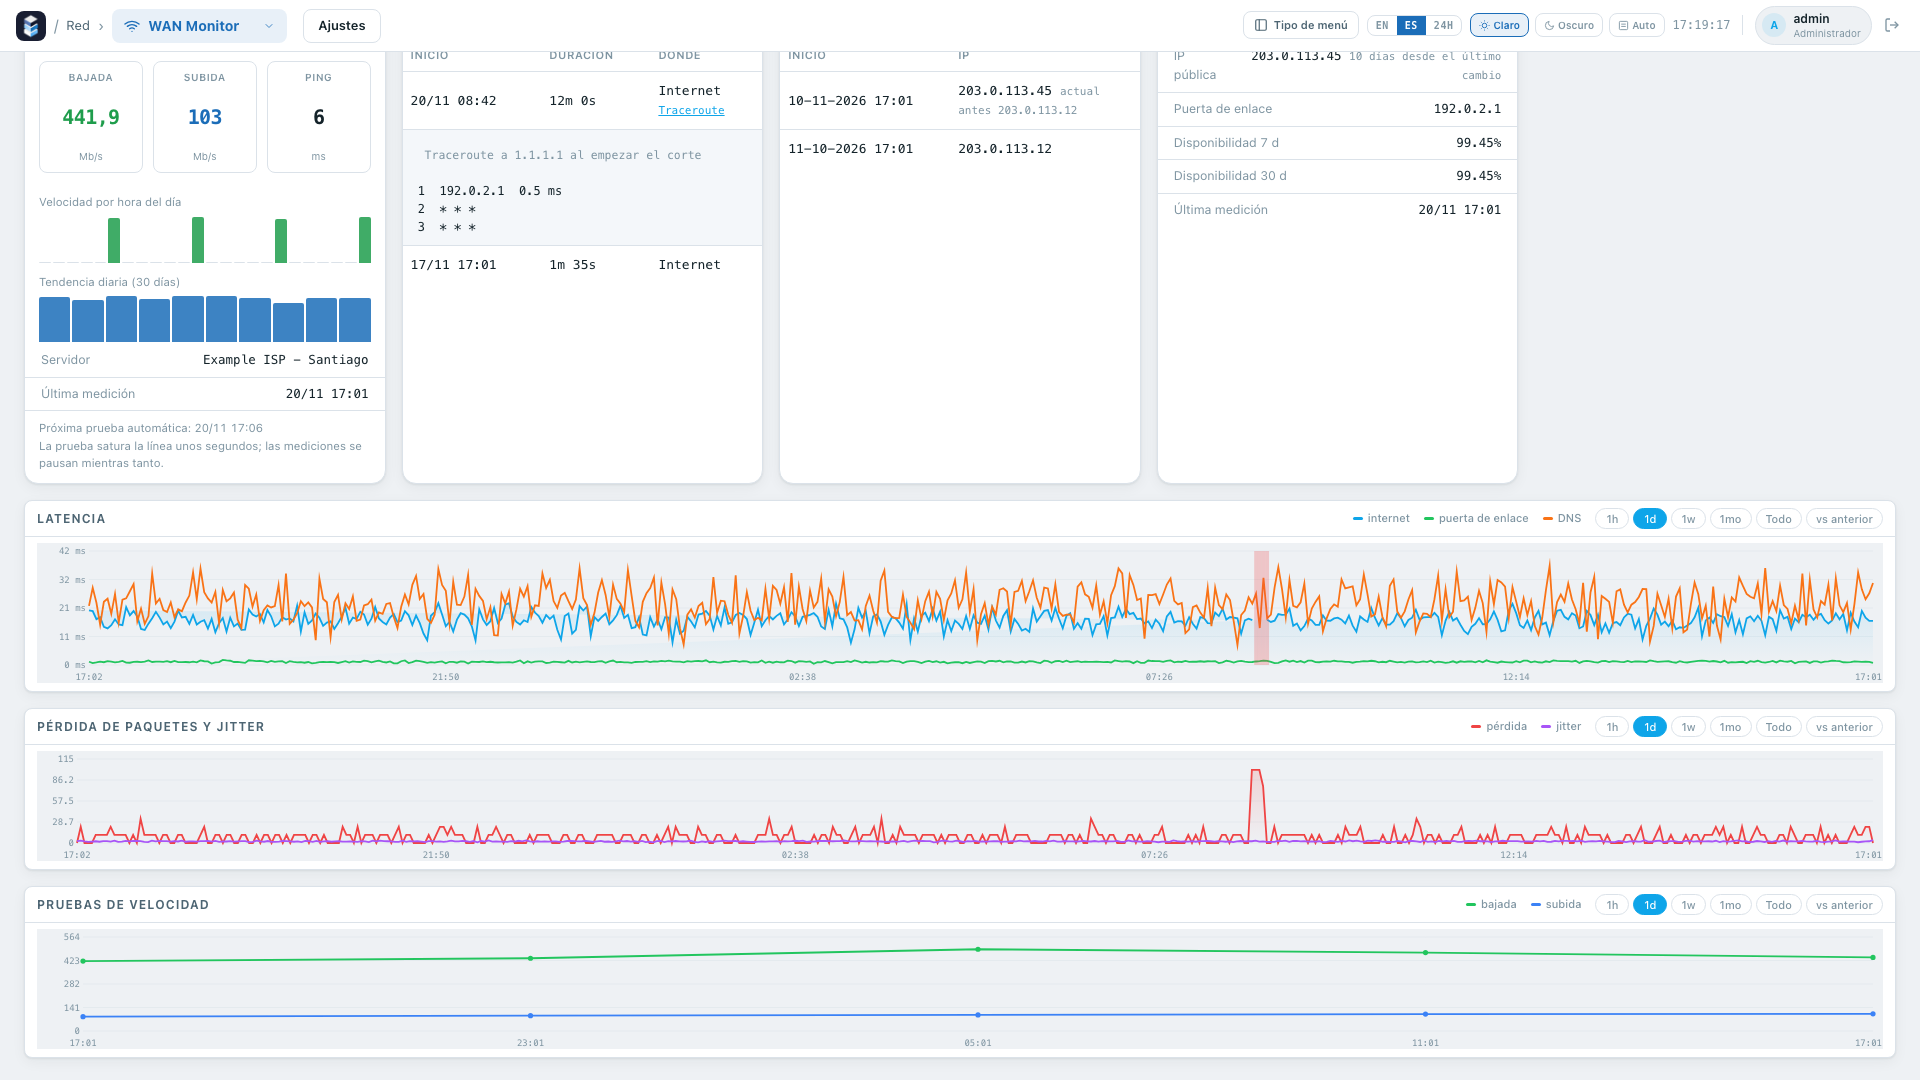 / Red › WAN Monitor
Ajustes
Tipo de menú
EN ES 24H
Claro
Oscuro
Auto
17:19:17
A
admin
Administrador
BAJADA
441,9
Mb/s
SUBIDA
103
Mb/s
PING
6
ms
Velocidad por hora del día
Tendencia diaria (30 días)
Servidor Example ISP – Santiago
Última medición 20/11 17:01
Próxima prueba automática: 20/11 17:06
La prueba satura la línea unos segundos; las mediciones se
pausan mientras tanto.
INICIO DURACIÓN DÓNDE
20/11 08:42 12m 0s Internet
Traceroute
Traceroute a 1.1.1.1 al empezar el corte
1 192.0.2.1 0.5 ms
2 * * *
3 * * *
17/11 17:01 1m 35s Internet
INICIO IP
10-11-2026 17:01 203.0.113.45 actual
antes 203.0.113.12
11-10-2026 17:01 203.0.113.12
IP pública 203.0.113.45 10 días desde el último cambio
Puerta de enlace 192.0.2.1
Disponibilidad 7 d 99.45%
Disponibilidad 30 d 99.45%
Última medición 20/11 17:01
LATENCIA
internet puerta de enlace DNS
1h 1d 1w 1mo Todo vs anterior
42 ms
32 ms
21 ms
11 ms
0 ms
17:02 21:50 02:38 07:26 12:14 17:01
PÉRDIDA DE PAQUETES Y JITTER
pérdida jitter
1h 1d 1w 1mo Todo vs anterior
115
86.2
57.5
28.7
0
17:02 21:50 02:38 07:26 12:14 17:01
PRUEBAS DE VELOCIDAD
bajada subida
1h 1d 1w 1mo Todo vs anterior
564
423
282
141
0
17:01 23:01 05:01 11:01 17:01